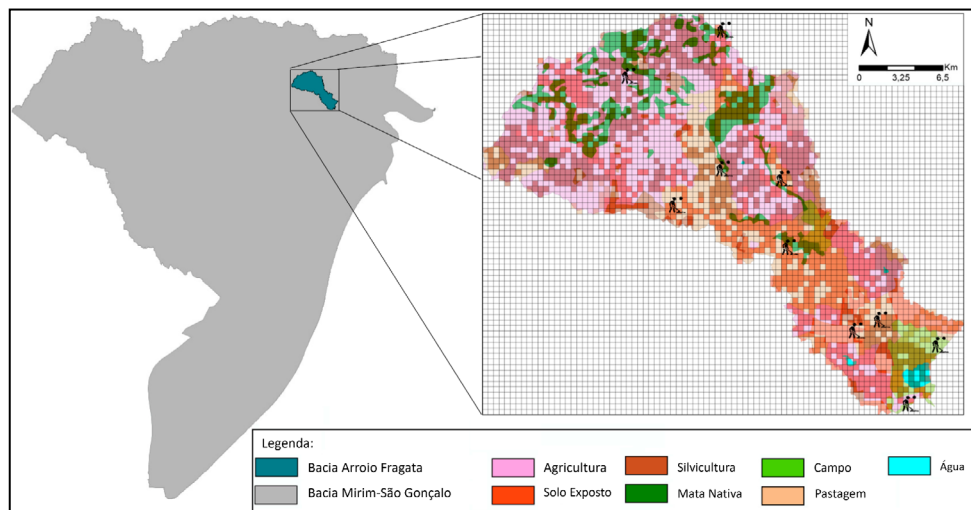 N
Km
0 3,25 6,5
Legenda:
Bacia Arroio Fragata
Bacia Mirim-São Gonçalo
Agricultura
Silvicultura
Campo
Água
Solo Exposto
Mata Nativa
Pastagem